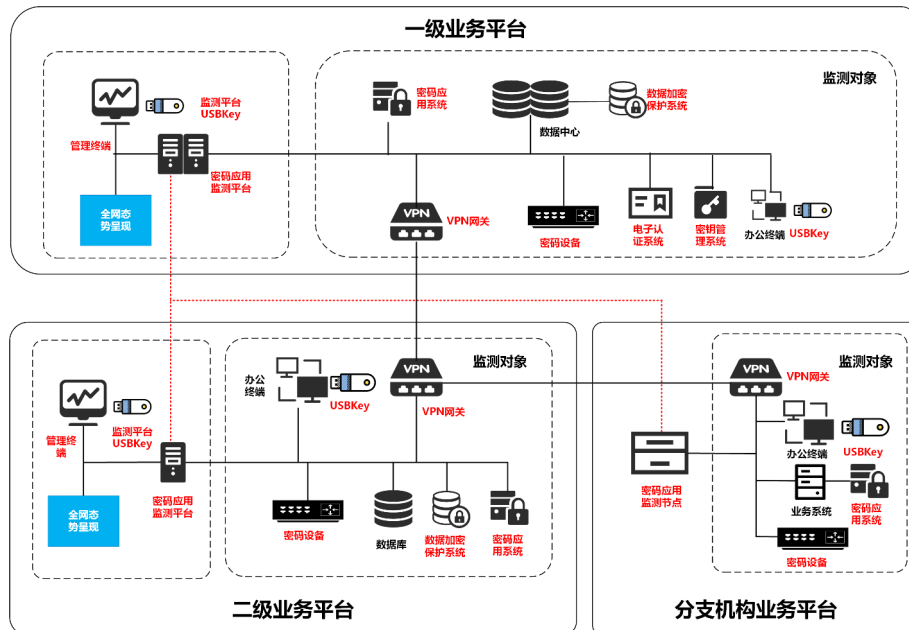 一级业务平台
监测对象
监测平台
USBKey
管理终端
密码应用
监测平台
全网态
势呈现
密码应
用系统
数据中心
数据加密
保护系统
VPN
VPN网关
密码设备
电子认
证系统
密钥管
理系统
办公终端
USBKey
监测平台
USBKey
管理终
端
密码应用
监测平台
全网态
势呈现
监测对象
办公
终端
USBKey
VPN
VPN网关
密码设备
数据库
数据加密
保护系统
密码应
用系统
二级业务平台
监测对象
VPN
VPN网关
办公终端
USBKey
密码应用
监测节点
业务系统
密码应
用系统
密码设备
分支机构业务平台